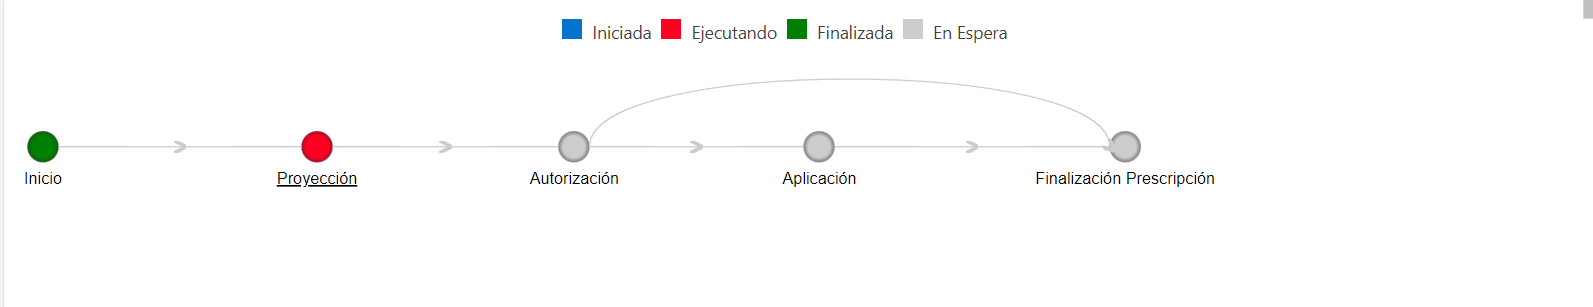 Iniciada Ejecutando Finalizada En Espera
Inicio Proyección Autorización Aplicación Finalización Prescripción